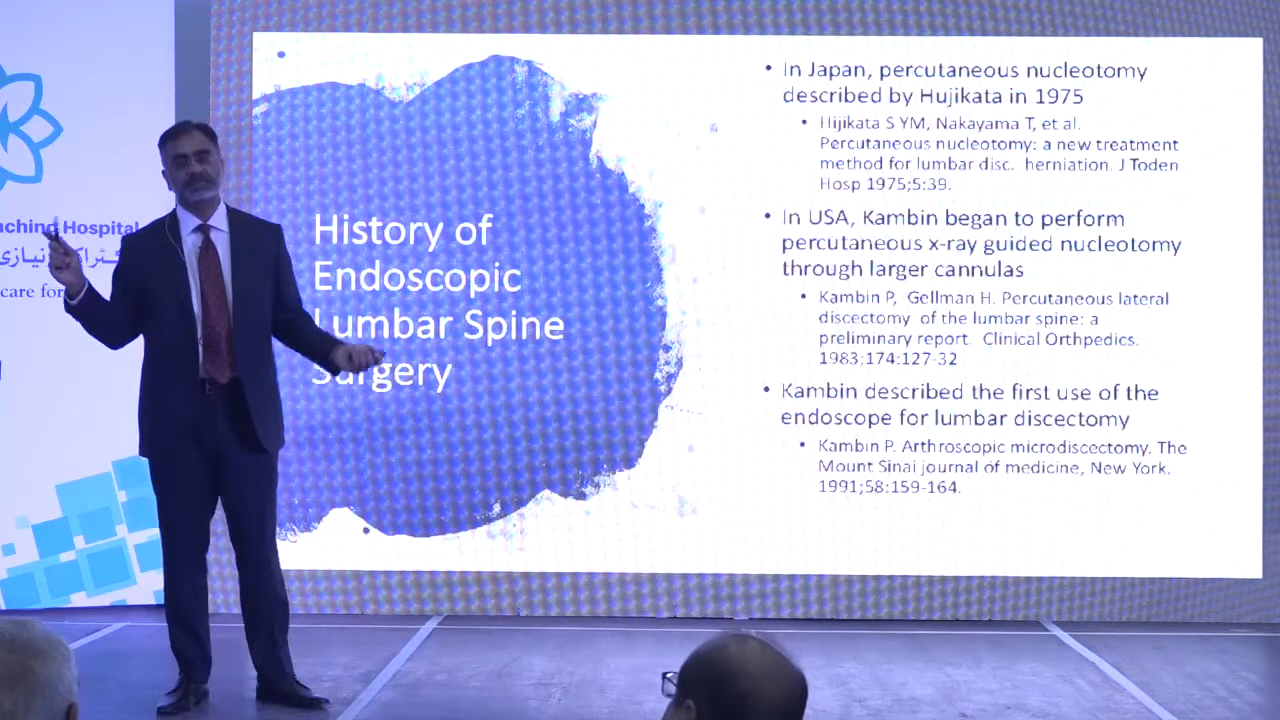 aching Hospital
care for
History of
Endoscopic
Lumbar Spine
Surgery
• In Japan, percutaneous nucleotomy
described by Hujikata in 1975
• Hijikata S YM, Nakayama T, et al.
Percutaneous nucleotomy: a new treatment
method for lumbar disc. herniation. J Toden
Hosp 1975;5:39.
• In USA, Kambin began to perform
percutaneous x-ray guided nucleotomy
through larger cannulas
• Kambin P, Gellman H. Percutaneous lateral
discectomy of the lumbar spine: a
preliminary report. Clinical Orthpedics.
1983;174:127-32
• Kambin described the first use of the
endoscope for lumbar discectomy
• Kambin P. Arthroscopic microdiscectomy. The
Mount Sinai journal of medicine, New York.
1991;58:159-164.